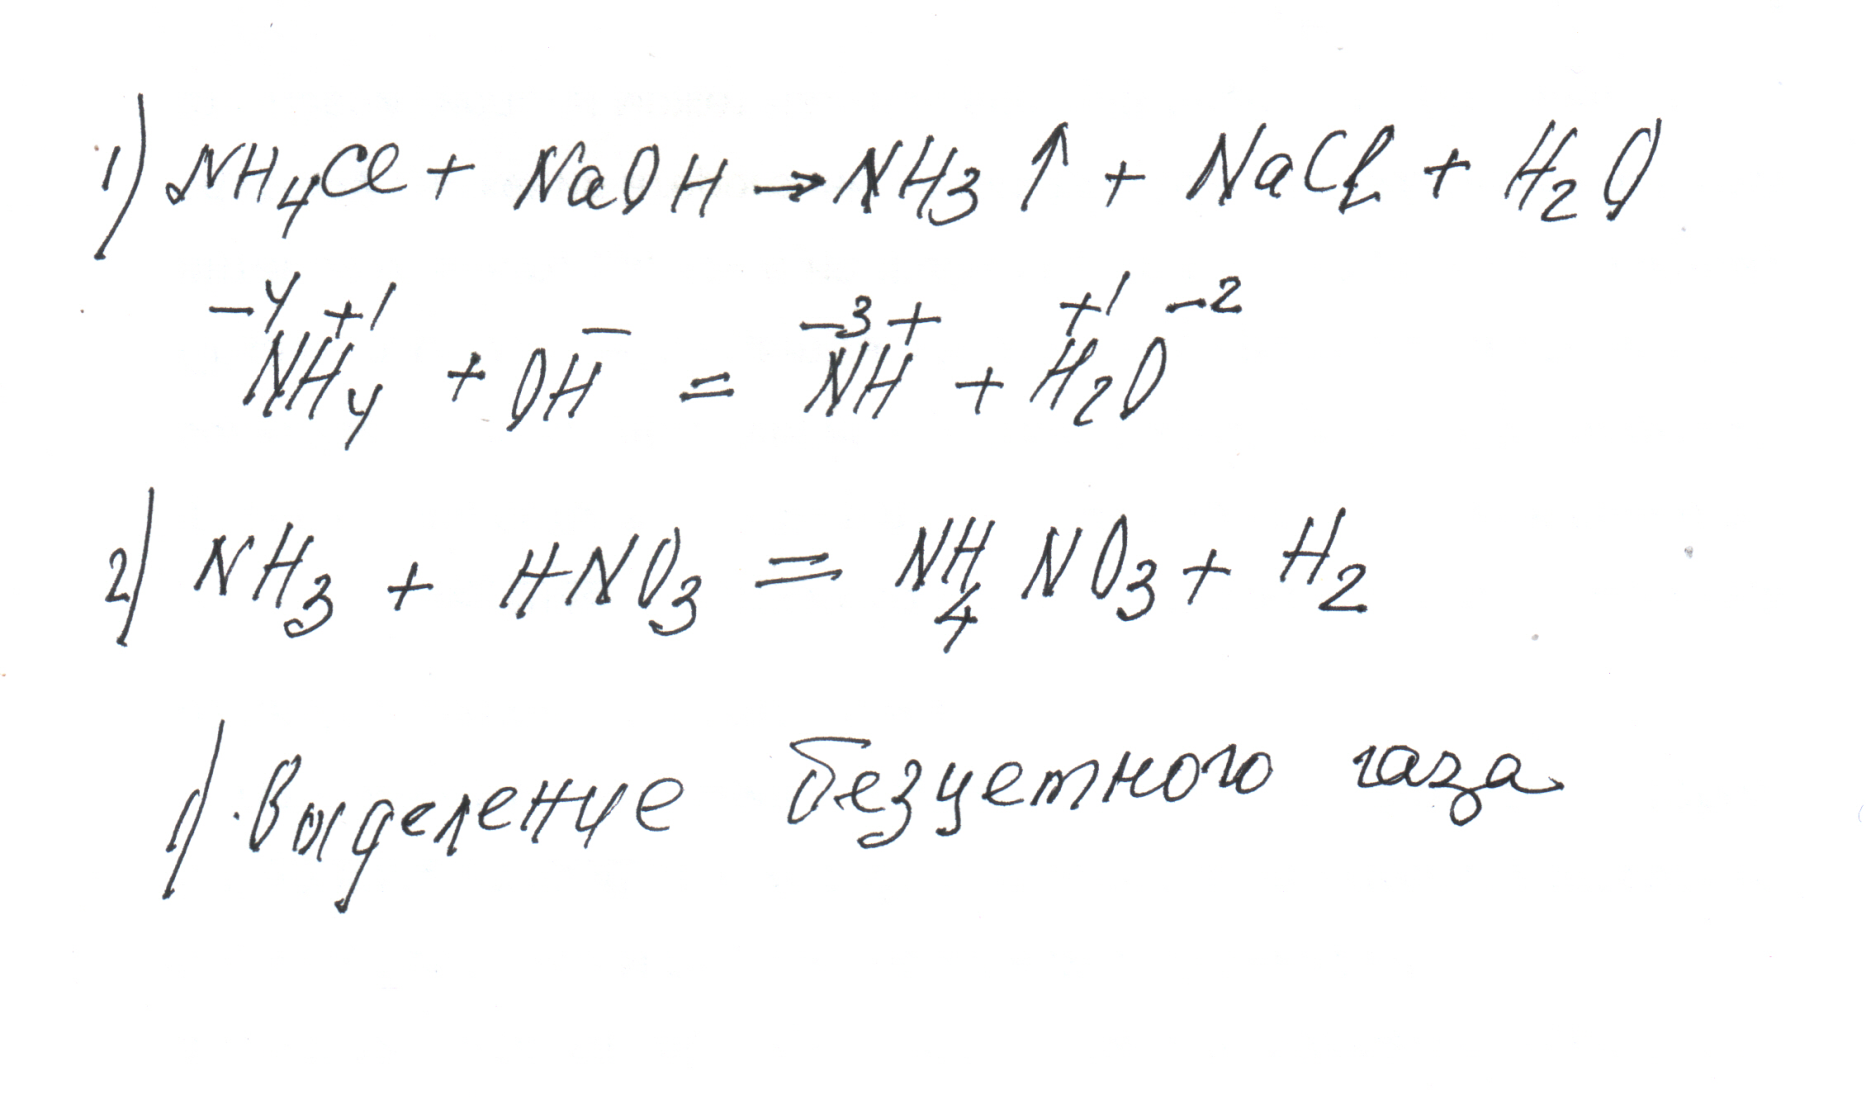 1) NH4Cl + NaOH → NH3 ↑ + NaCl + H2O
−4 +1 − −3 + +1 −2
NH4 + OH = NH + H2O
2) NH3 + HNO3 = NH4NO3 + H2
1) Выделение безцетного газа